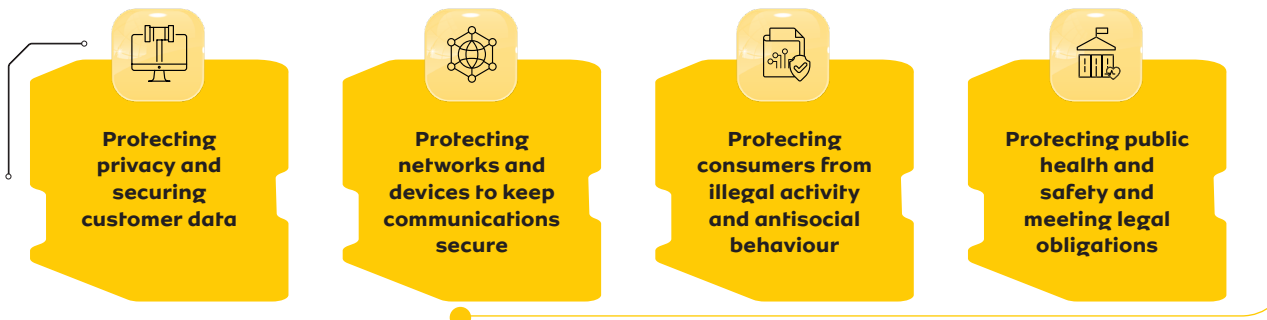 Protecting
privacy and
securing
customer data
Protecting
networks and
devices to keep
communications
secure
Protecting
consumers from
illegal activity
and antisocial
behaviour
Protecting public
health and
safety and
meeting legal
obligations